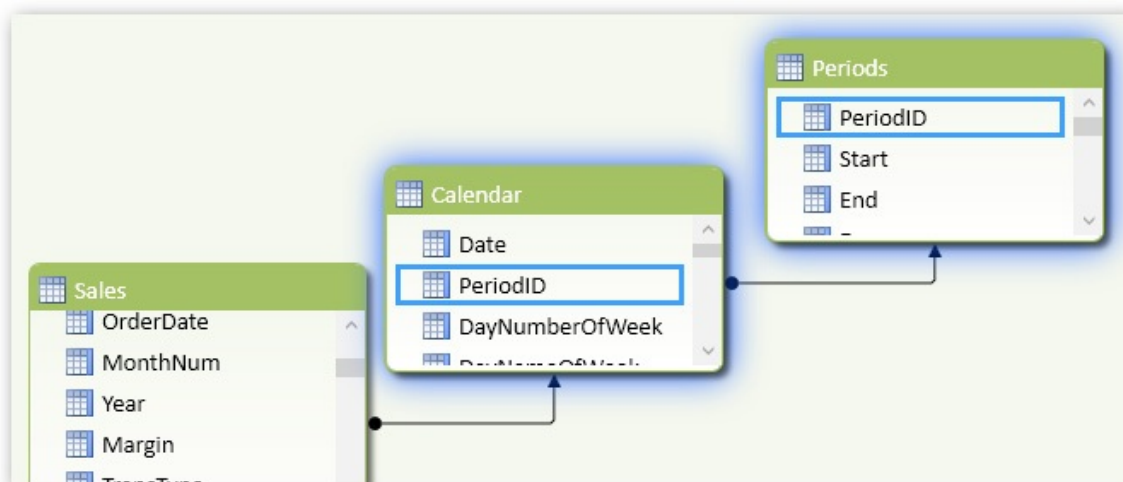 Periods
PeriodID
Start
End
Calendar
Date
PeriodID
DayNumberOfWeek
Sales
OrderDate
MonthNum
Year
Margin